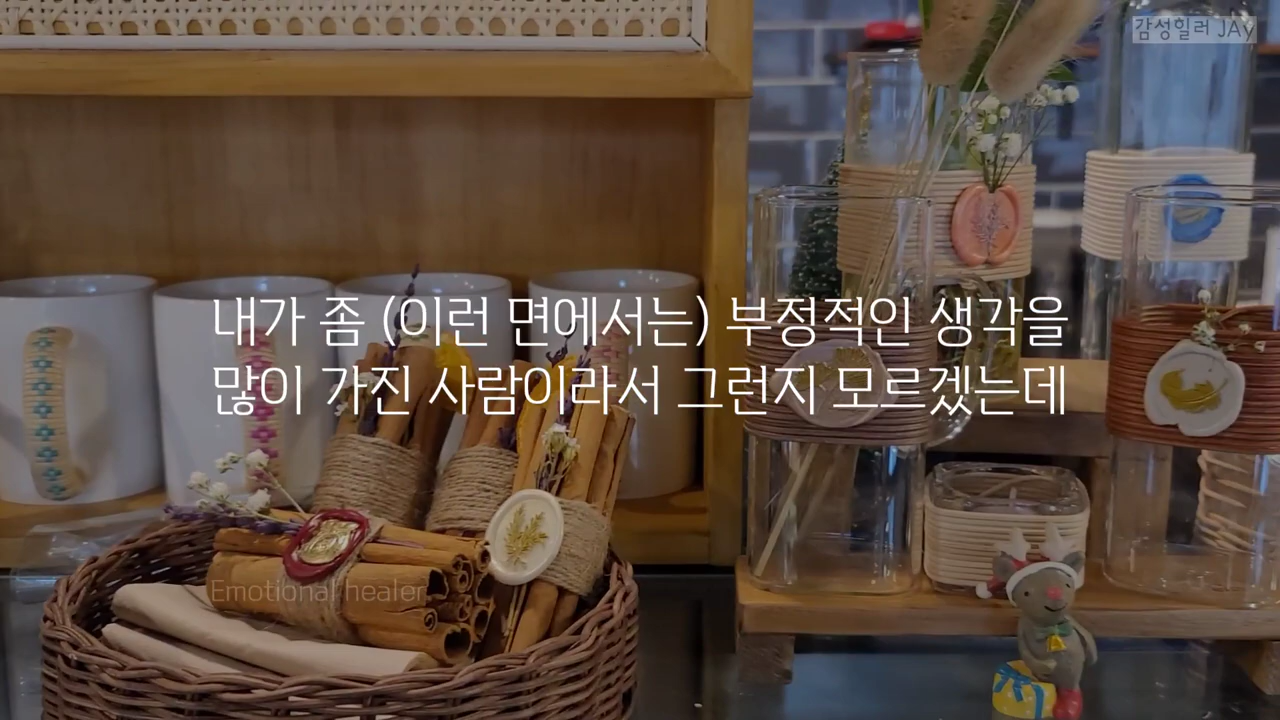 감성힐러 JAy
내가 좀 (이런 면에서는) 부정적인 생각을
많이 가진 사람이라서 그런지 모르겠는데
Emotional healer